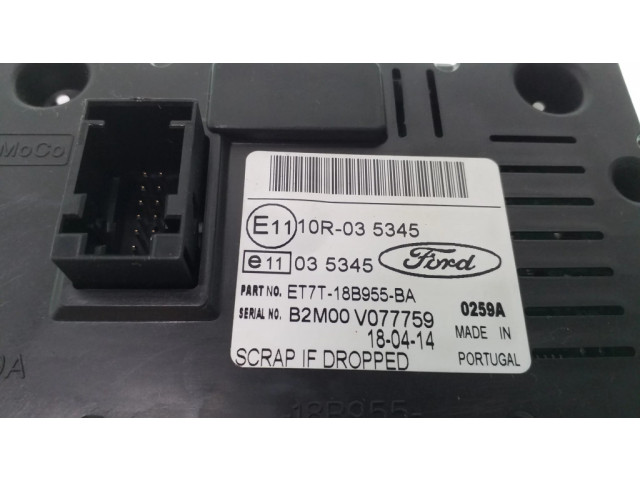 MoCo
E11 10R-03 5345
e11 03 5345 Ford
PART NO. ET7T-18B955-BA 0259A
SERIAL NO. B2M00 V077759 MADE IN
18-04-14 PORTUGAL
SCRAP IF DROPPED
18B955-